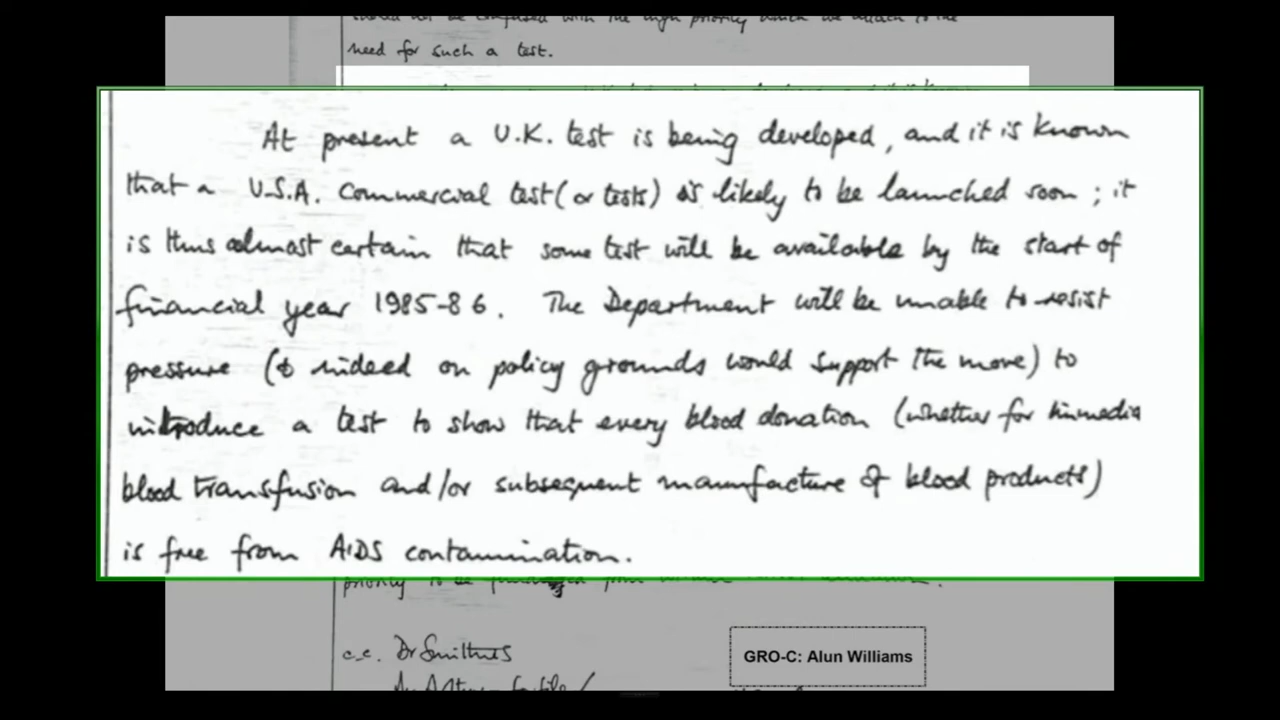 need for such a test.
At present a U.K. test is being developed, and it is known
that a U.S.A. Commercial test (or tests) is likely to be launched soon; it
is thus almost certain that some test will be available by the start of
financial year 1985-86. The Department will be unable to resist
pressure (& indeed on policy grounds would support the move) to
introduce a test to show that every blood donation (whether for immedia
blood transfusion and/or subsequent manufacture of blood products)
is free from AIDS contamination.
priority to be
c.c. Dr Smithies
GRO-C: Alun Williams